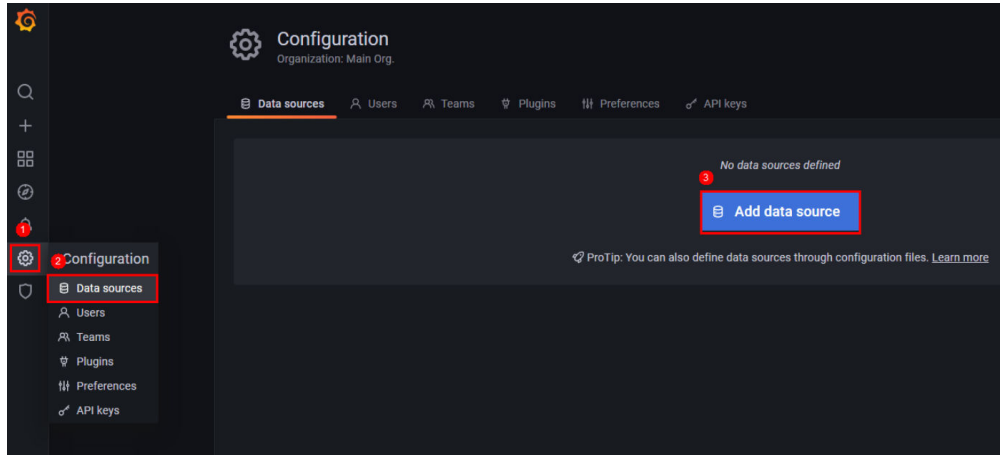 Configuration
Organization: Main Org.
Data sources Users Teams Plugins Preferences API keys
No data sources defined
3
Add data source
ProTip: You can also define data sources through configuration files. Learn more
1
2 Configuration
Data sources
Users
Teams
Plugins
Preferences
API keys